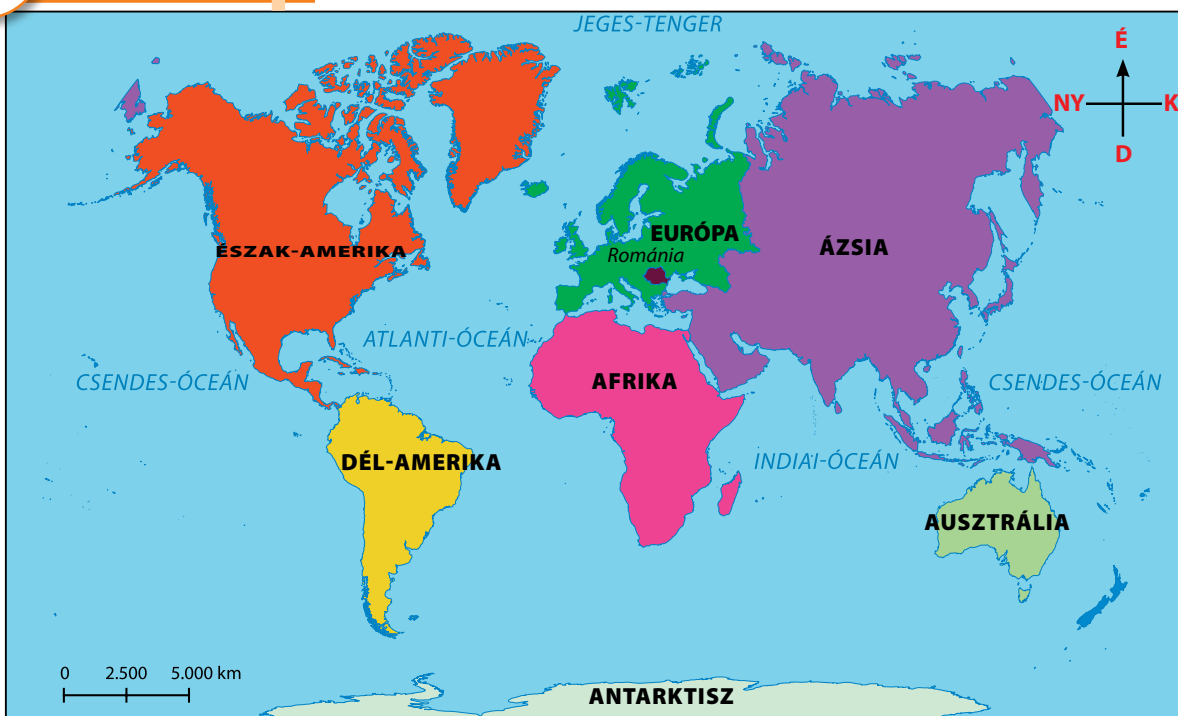 JEGES-TENGER
É
NY
K
D
ÉSZAK-AMERIKA
EURÓPA
Románia
ÁZSIA
ATLANTI-ÓCEÁN
CSENDES-ÓCEÁN
AFRIKA
CSENDES-ÓCEÁN
DÉL-AMERIKA
INDIAI-ÓCEÁN
AUSZTRÁLIA
0 2.500 5.000 km
ANTARKTISZ